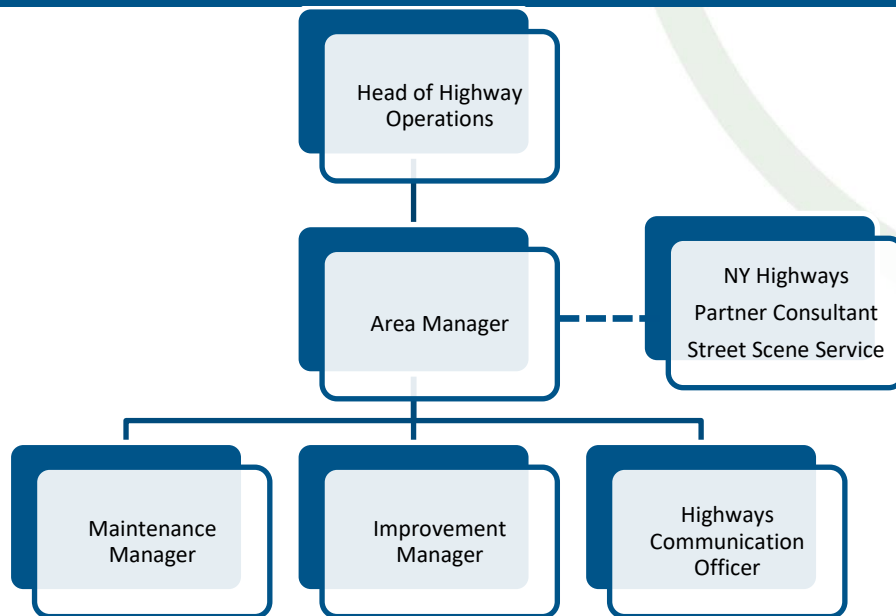 Head of Highway
Operations
Area Manager
NY Highways
Partner Consultant
Street Scene Service
Maintenance
Manager
Improvement
Manager
Highways
Communication
Officer